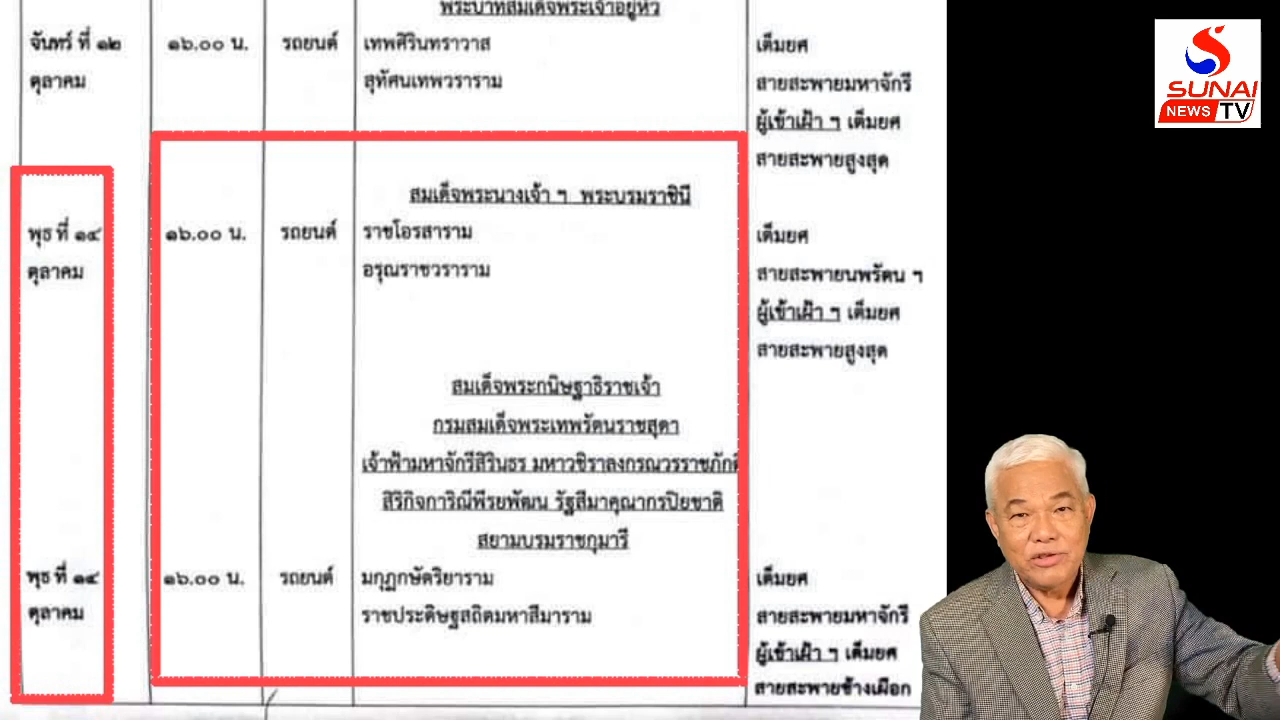 พระบาทสมเด็จพระเจ้าอยู่หัว
จันทร์ ที่ ๑๒ ๑๖.๐๐ น. รถยนต์ เทพศิรินทราวาส เต็มยศ
ตุลาคม สุทัศนเทพวราราม สายสะพายมหาจักรี
ผู้เข้าเฝ้า ฯ เต็มยศ
สายสะพายสูงสุด
สมเด็จพระนางเจ้า ฯ พระบรมราชินี
พุธ ที่ ๑๔ ๑๖.๐๐ น. รถยนต์ ราชโอรสาราม เต็มยศ
ตุลาคม อรุณราชวราราม สายสะพายนพรัตน ฯ
ผู้เข้าเฝ้า ฯ เต็มยศ
สายสะพายสูงสุด
สมเด็จพระกนิษฐาธิราชเจ้า
กรมสมเด็จพระเทพรัตนราชสุดา
เจ้าฟ้ามหาจักรีสิรินธร มหาวชิราลงกรณวรราชภักดี
สิริกิจการิณีพีรยพัฒน รัฐสีมาคุณากรปิยชาติ
สยามบรมราชกุมารี
พุธ ที่ ๑๔ ๑๖.๐๐ น. รถยนต์ มกุฏกษัตริยาราม เต็มยศ
ตุลาคม ราชประดิษฐสถิตมหาสีมาราม สายสะพายมหาจักรี
ผู้เข้าเฝ้า ฯ เต็มยศ
สายสะพายช้างเผือก
SUNAI
NEWS TV